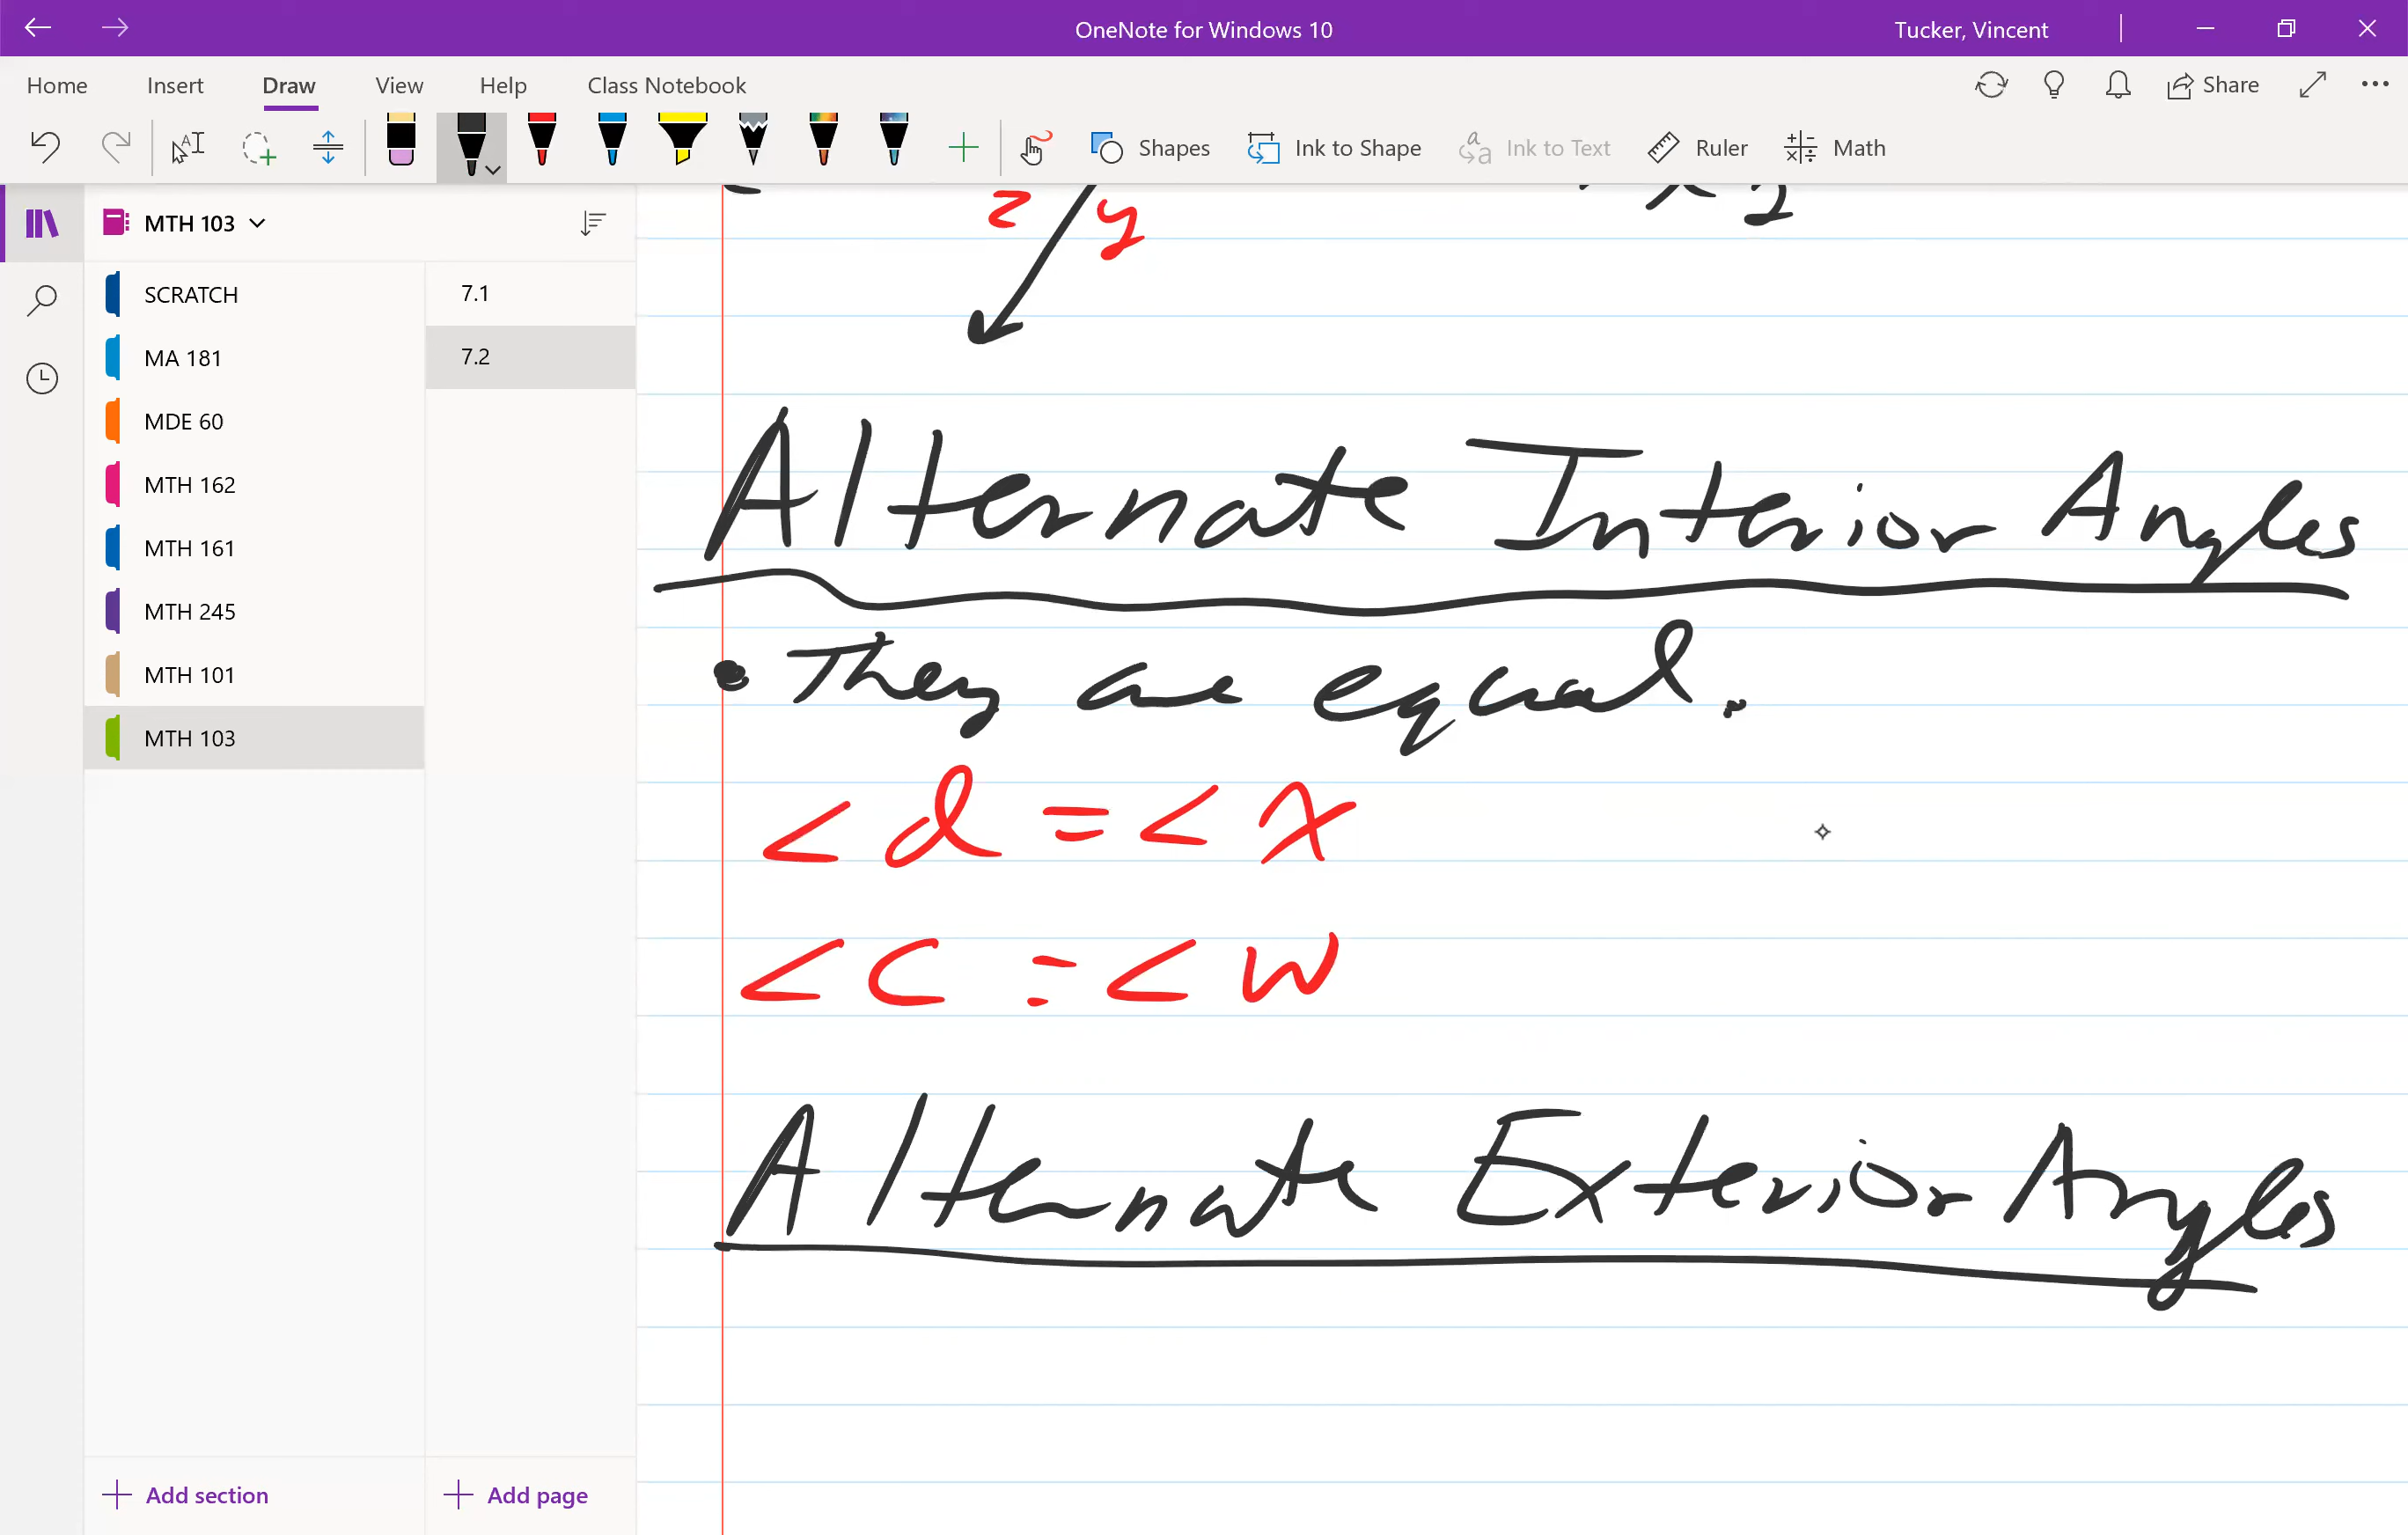 OneNote for Windows 10
Tucker, Vincent
Home Insert Draw View Help Class Notebook
Share
Shapes Ink to Shape Ink to Text Ruler Math
MTH 103
SCRATCH
MA 181
MDE 60
MTH 162
MTH 161
MTH 245
MTH 101
MTH 103
Add section
7.1
7.2
Add page
z y
Alternate Interior Angles
• They are equal.
< d = < x
< c = < w
Alternate Exterior Angles